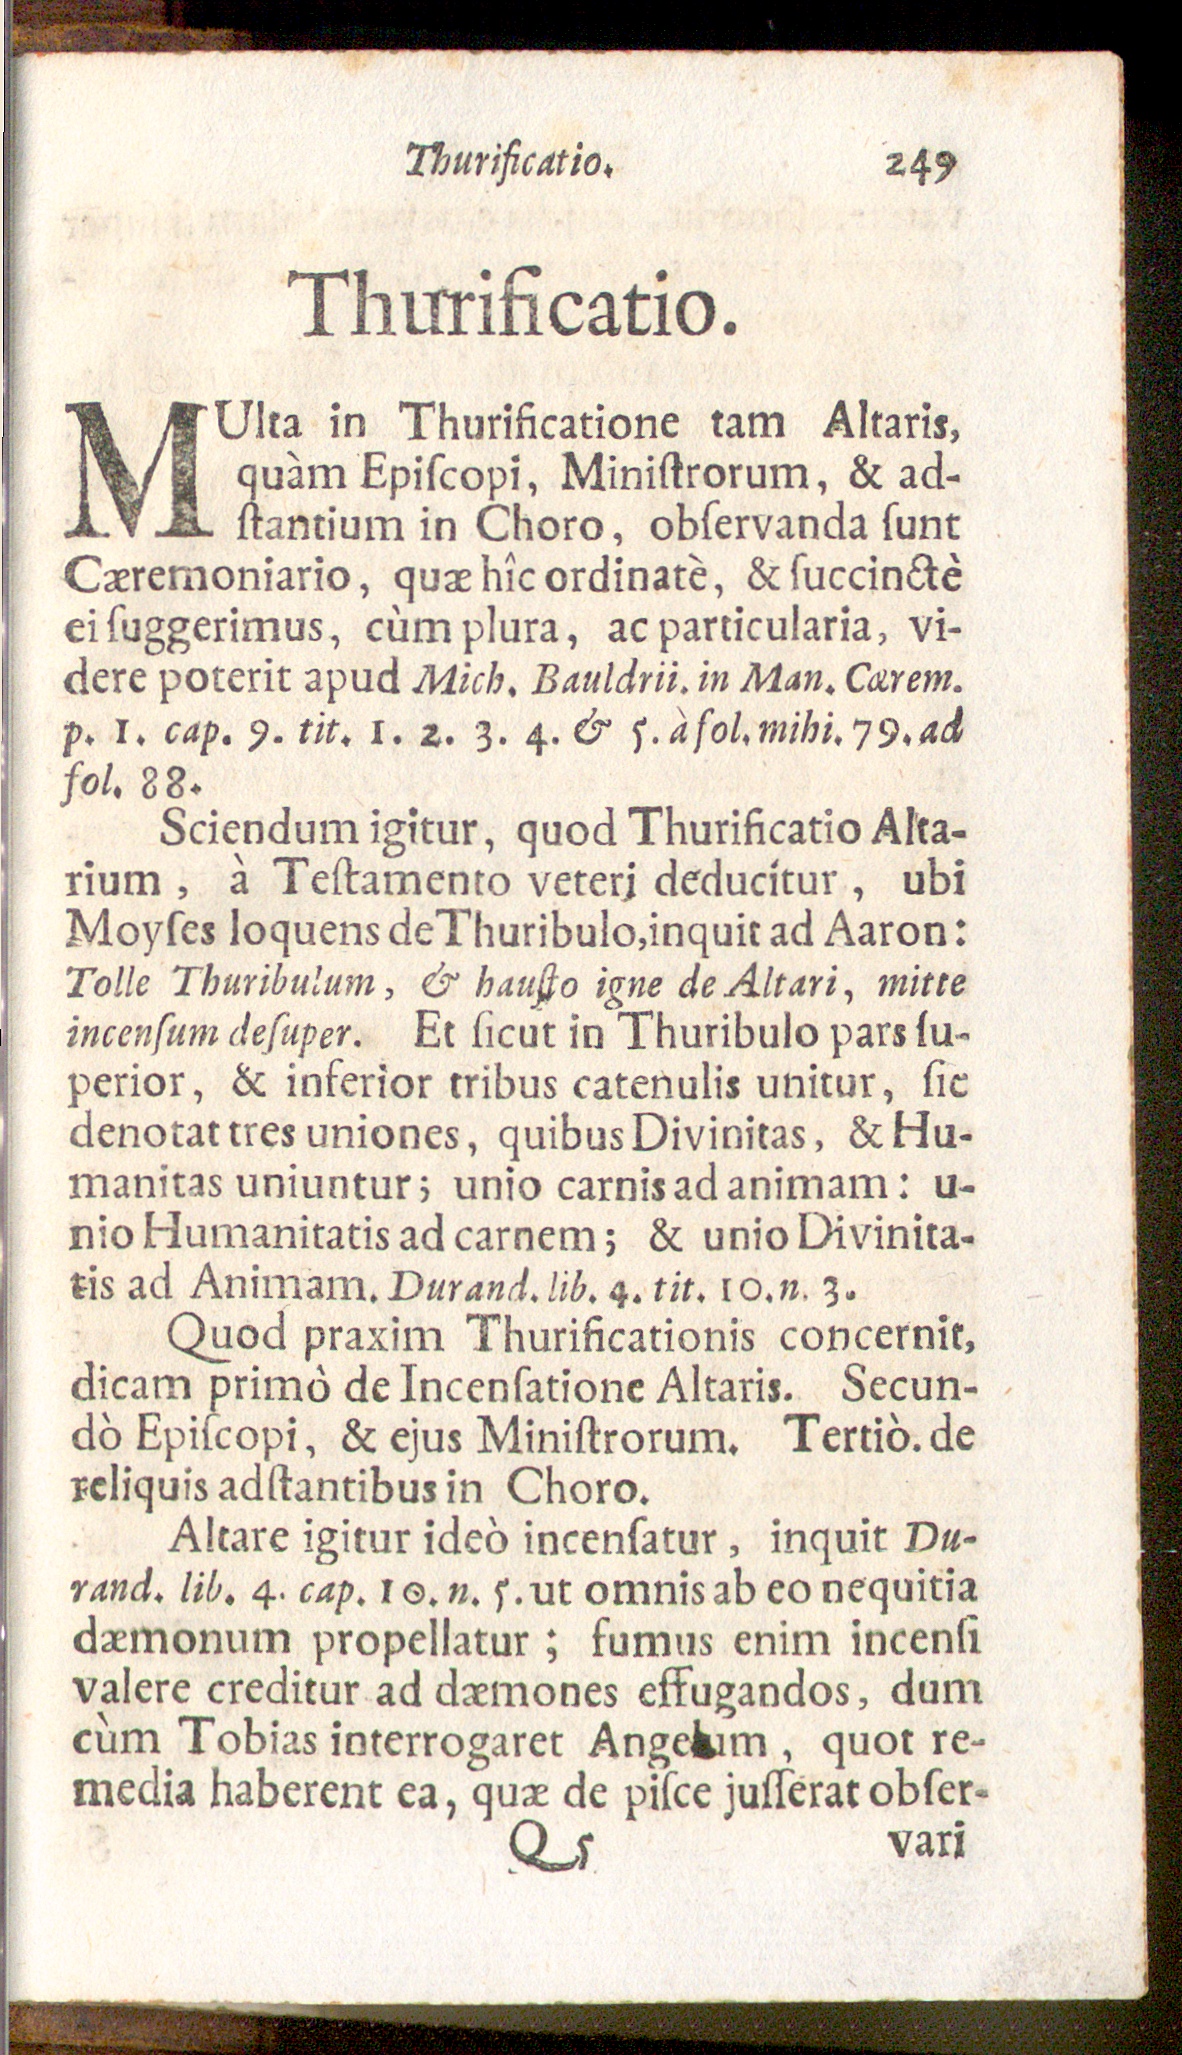 Thurificatio. 249
Thurificatio.
MUlta in Thurificatione tam Altaris,
quàm Epiſcopi, Miniſtrorum, & ad-
ſtantium in Choro, obſervanda ſunt
Cæremoniario, quæ hîc ordinatè, & ſuccinctè
ei ſuggerimus, cùm plura, ac particularia, vi-
dere poterit apud Mich. Bauldrii. in Man. Cærem.
p. 1. cap. 9. tit. 1. 2. 3. 4. & 5. à fol. mihi. 79. ad
fol. 88.
Sciendum igitur, quod Thurificatio Alta-
rium, à Teſtamento veteri deducitur, ubi
Moyſes loquens de Thuribulo, inquit ad Aaron:
Tolle Thuribulum, & hauſto igne de Altari, mitte
incenſum deſuper. Et ſicut in Thuribulo pars ſu-
perior, & inferior tribus catenulis unitur, ſic
denotat tres uniones, quibus Divinitas, & Hu-
manitas uniuntur; unio carnis ad animam: u-
nio Humanitatis ad carnem; & unio Divinita-
tis ad Animam. Durand. lib. 4. tit. 10. n. 3.
Quod praxim Thurificationis concernit,
dicam primò de Incenſatione Altaris. Secun-
dò Epiſcopi, & ejus Miniſtrorum. Tertiò. de
reliquis adſtantibus in Choro.
Altare igitur ideò incenſatur, inquit Du-
rand. lib. 4. cap. 10. n. 5. ut omnis ab eo nequitia
dæmonum propellatur; fumus enim incenſi
valere creditur ad dæmones effugandos, dum
cùm Tobias interrogaret Angelum, quot re-
media haberent ea, quæ de piſce juſſerat obſer-
Q5 vari